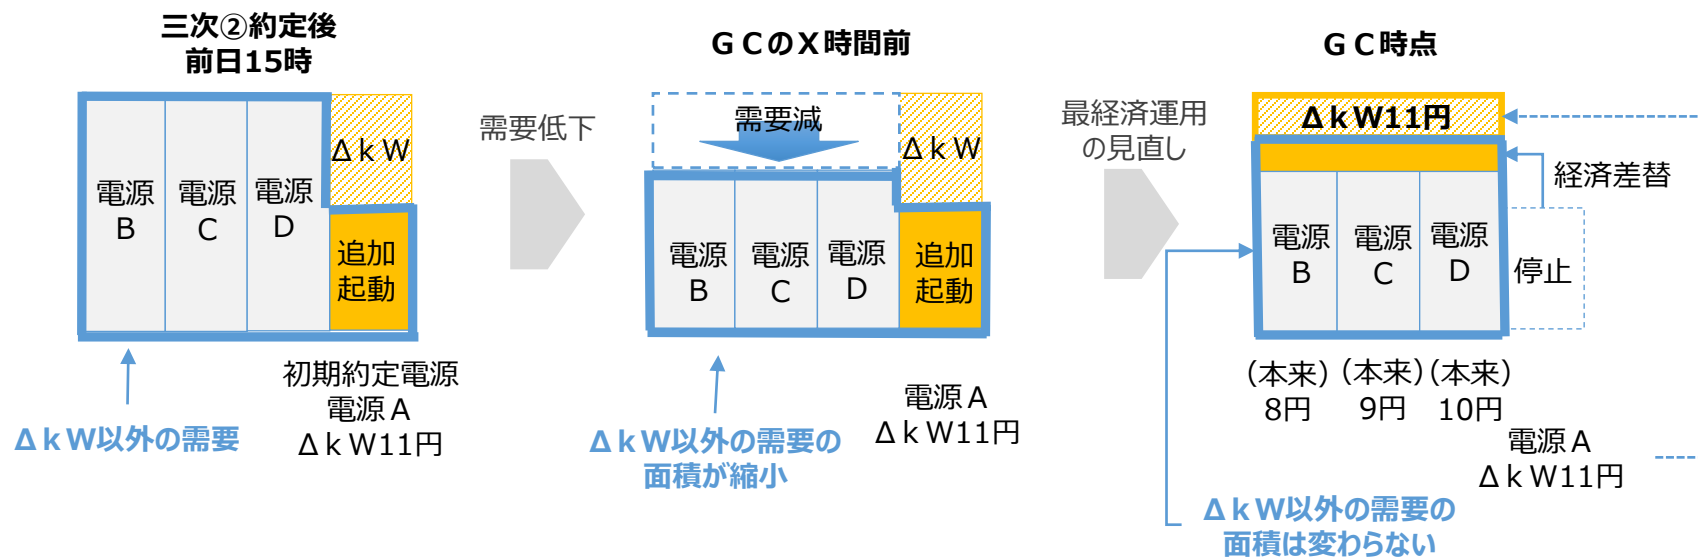 三次②約定後
前日15時
ΔkW
電源
B
電源
C
電源
D
追加
起動
初期約定電源
電源A
ΔkW11円
ΔkW以外の需要
需要低下
GCのX時間前
需要減
ΔkW
電源
B
電源
C
電源
D
追加
起動
電源A
ΔkW11円
ΔkW以外の需要の
面積が縮小
最経済運用
の見直し
GC時点
ΔkW11円
経済差替
電源
B
電源
C
電源
D
停止
(本来)
8円
(本来)
9円
(本来)
10円
電源A
ΔkW11円
ΔkW以外の需要の
面積は変わらない